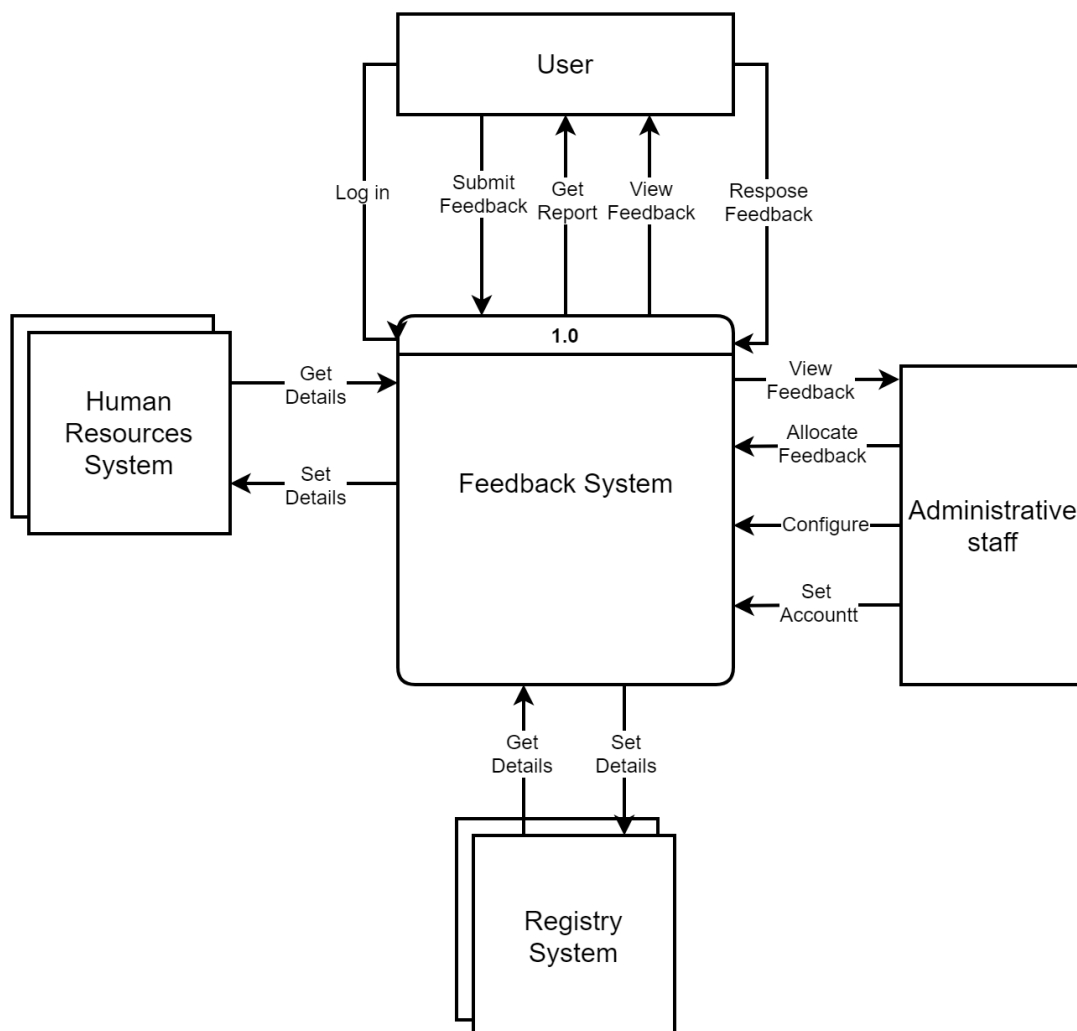 User
Log in
Submit
Feedback
Get
Report
View
Feedback
Respose
Feedback
1.0
Feedback System
Human
Resources
System
Get
Details
Set
Details
View
Feedback
Allocate
Feedback
Configure
Set
Accountt
Administrative
staff
Get
Details
Set
Details
Registry
System